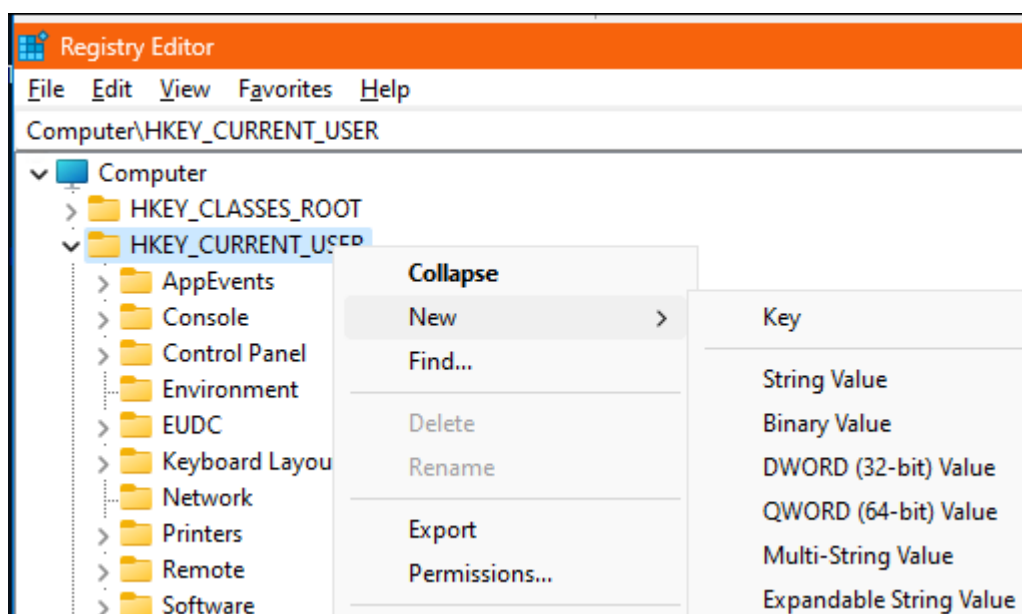 Registry Editor
File Edit View Favorites Help
Computer\HKEY_CURRENT_USER
Computer
HKEY_CLASSES_ROOT
HKEY_CURRENT_USER
AppEvents
Console
Control Panel
Environment
EUDC
Keyboard Layou
Network
Printers
Remote
Software
Collapse
New
Find...
Delete
Rename
Export
Permissions...
Key
String Value
Binary Value
DWORD (32-bit) Value
QWORD (64-bit) Value
Multi-String Value
Expandable String Value